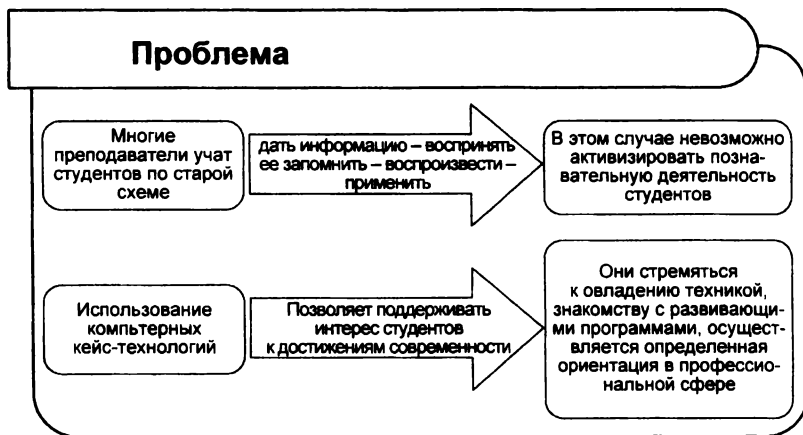 Проблема
Многие
преподаватели учат
студентов по старой
схеме
дать информацию – воспринять
ее запомнить – воспроизвести –
применить
В этом случае невозможно
активизировать позна-
вательную деятельность
студентов
Использование
компьтерных
кейс-технологий
Позволяет поддерживать
интерес студентов
к достижениям современности
Они стремяться
к овладению техникой,
знакомству с развивающи-
ми программами, осущест-
вляется определенная
ориентация в профессио-
нальной сфере